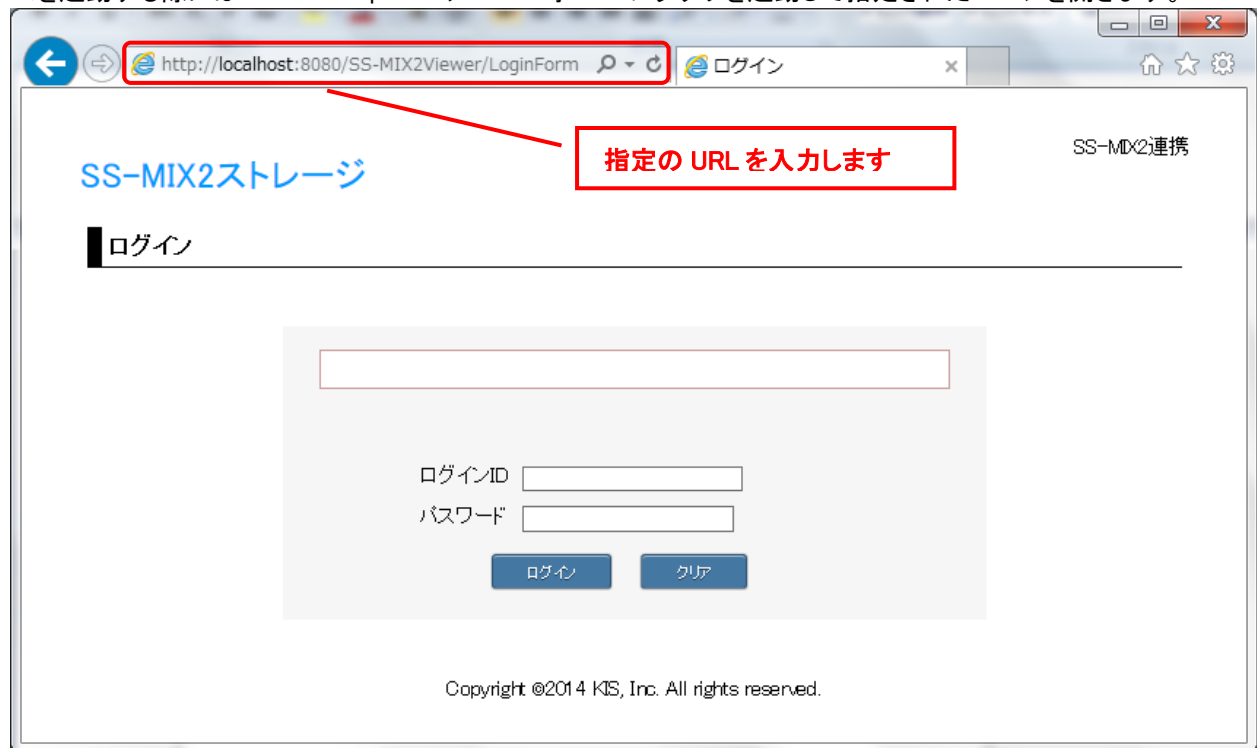 http://localhost:8080/SS-MIX2Viewer/LoginForm
ログイン
指定の URL を入力します
SS-MIX2連携
SS-MIX2ストレージ
ログイン
ログインID
パスワード
ログイン
クリア
Copyright ©2014 KIS, Inc. All rights reserved.